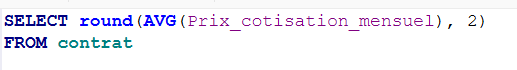 SELECT round(AVG(Prix_cotisation_mensuel), 2)
FROM contrat